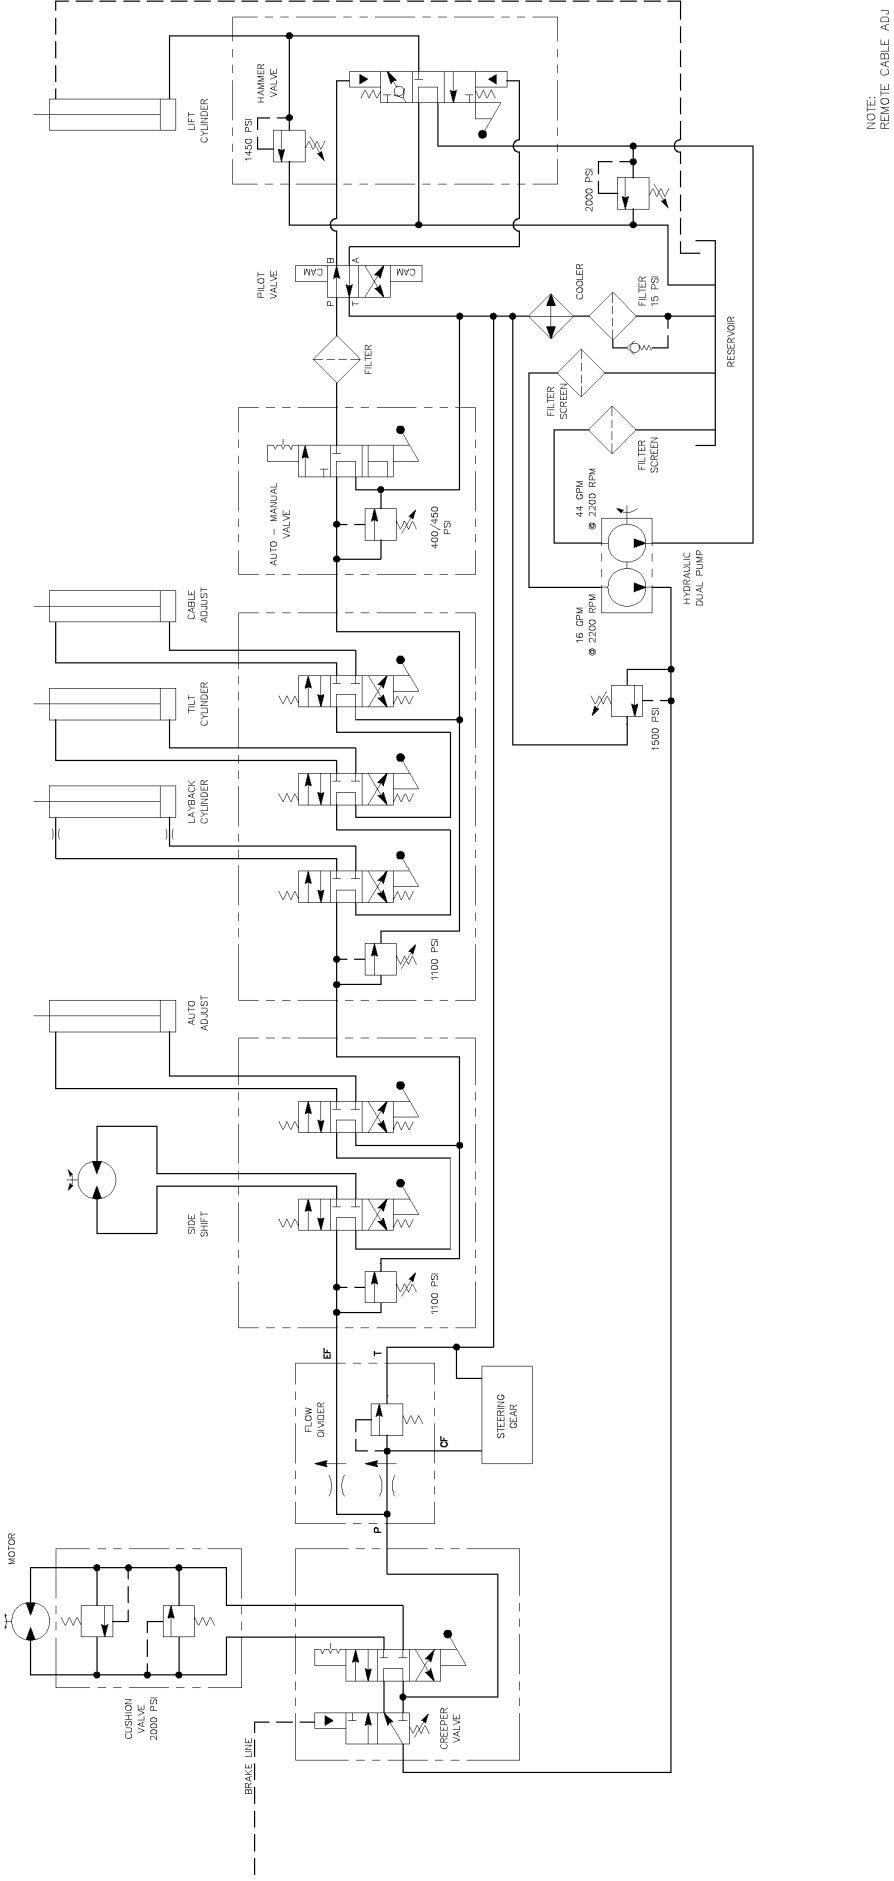 NOTE:
REMOTE CABLE ADJ
LIFT
CYLINDER
HAMMER
VALVE
1450 PSI
2000 PSI
PILOT
VALVE
CAM
CAM
B
A
P
T
COOLER
FILTER
15 PSI
RESERVOIR
FILTER
FILTER
SCREEN
FILTER
SCREEN
AUTO - MANUAL
VALVE
400/450
PSI
44 GPM
@ 2200 RPM
16 GPM
@ 2200 RPM
HYDRAULIC
DUAL PUMP
1500 PSI
CABLE
ADJUST
TILT
CYLINDER
LAYBACK
CYLINDER
1100 PSI
AUTO
ADJUST
SIDE
SHIFT
1100 PSI
EF
T
FLOW
DIVIDER
CF
STEERING
GEAR
P
MOTOR
CUSHION
VALVE
2000 PSI
BRAKE LINE
CREEPER
VALVE